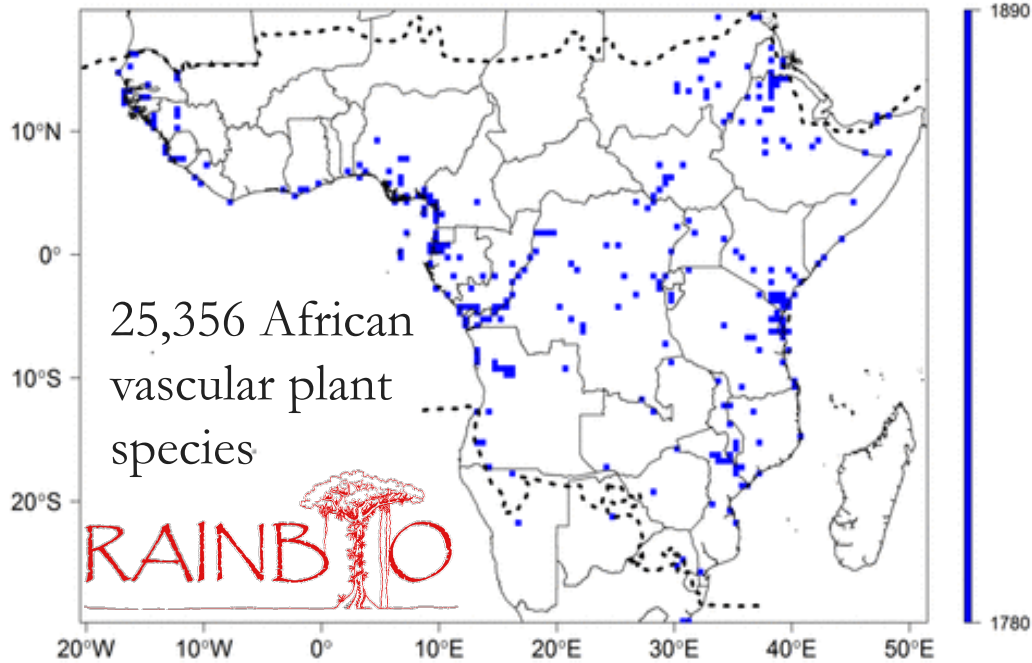 1890
10°N
0°
25,356 African
vascular plant
species
10°S
20°S
RAINBIO
1780
20°W
10°W
0°
10°E
20°E
30°E
40°E
50°E